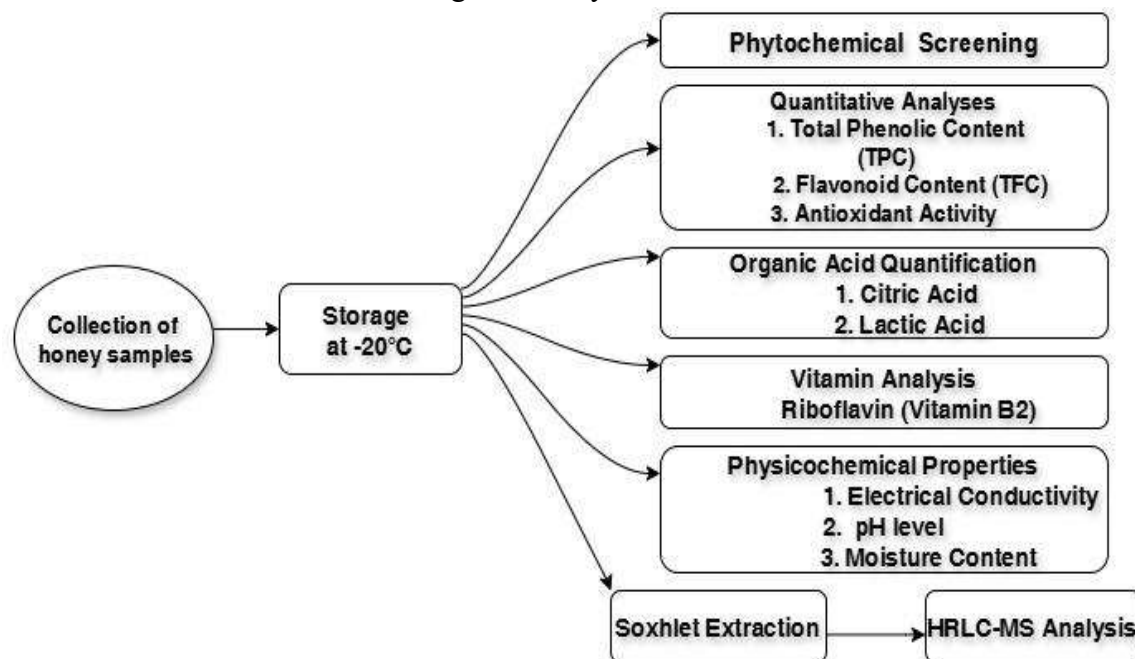 Collection of
honey samples
Storage
at -20°C
Phytochemical Screening
Quantitative Analyses
1. Total Phenolic Content
(TPC)
2. Flavonoid Content (TFC)
3. Antioxidant Activity
Organic Acid Quantification
1. Citric Acid
2. Lactic Acid
Vitamin Analysis
Riboflavin (Vitamin B2)
Physicochemical Properties
1. Electrical Conductivity
2. pH level
3. Moisture Content
Soxhlet Extraction
HRLC-MS Analysis